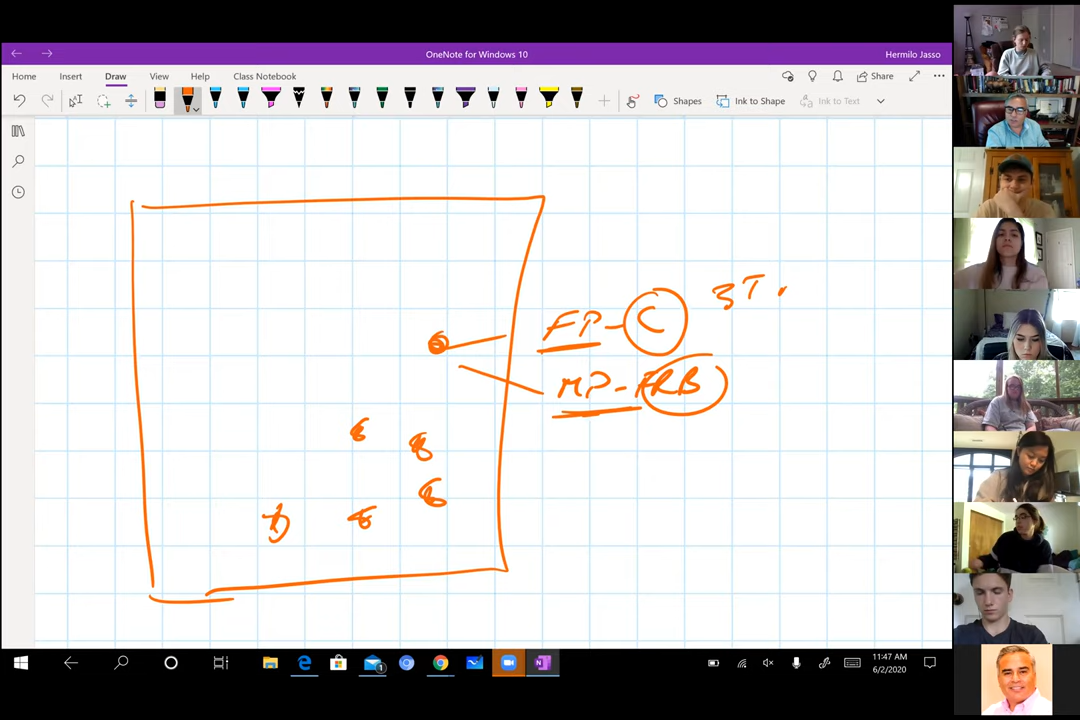 OneNote for Windows 10
Hermilo Jasso
Home Insert Draw View Help Class Notebook
Share
Shapes Ink to Shape Ink to Text
3T.
FP-C
MP-FRB
11:47 AM
6/2/2020